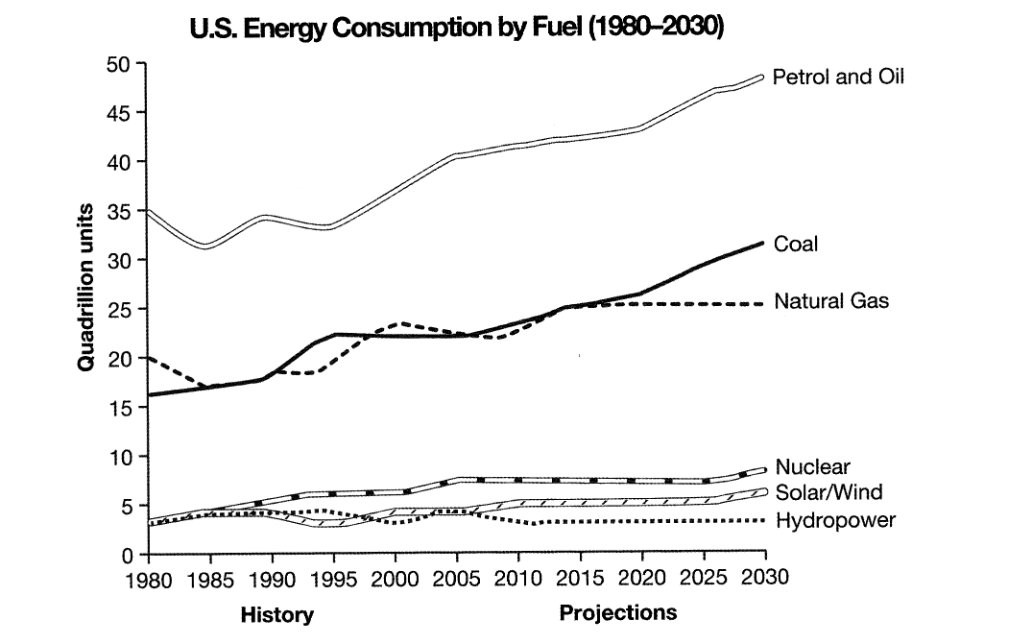 U.S. Energy Consumption by Fuel (1980–2030)
Quadrillion units
50
45
40
35
30
25
20
15
10
5
0
Petrol and Oil
Coal
Natural Gas
Nuclear
Solar/Wind
Hydropower
1980 1985 1990 1995 2000 2005 2010 2015 2020 2025 2030
History Projections